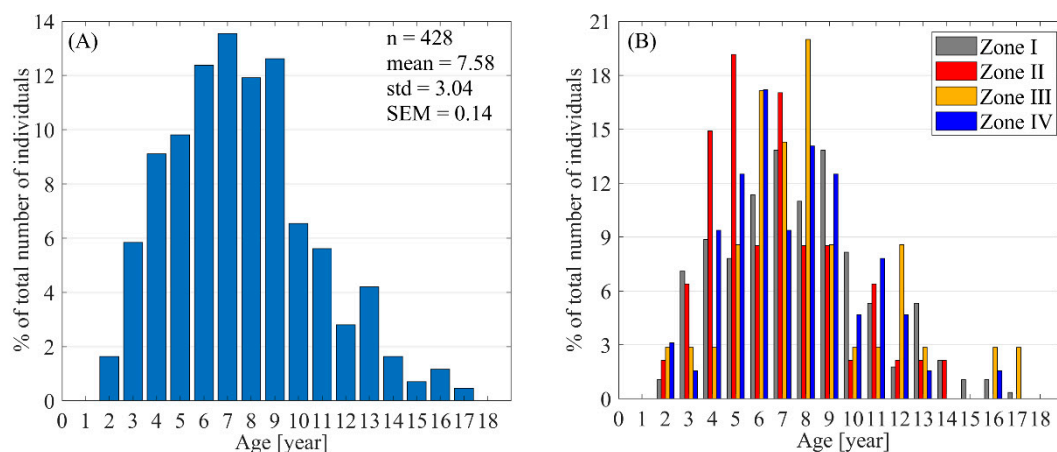 (A)
n = 428
mean = 7.58
std = 3.04
SEM = 0.14
% of total number of individuals
14
12
10
8
6
4
2
0
0 1 2 3 4 5 6 7 8 9 10 11 12 13 14 15 16 17 18
Age [year]
(B)
Zone I
Zone II
Zone III
Zone IV
% of total number of individuals
21
18
15
12
9
6
3
0
0 1 2 3 4 5 6 7 8 9 10 11 12 13 14 15 16 17 18
Age [year]